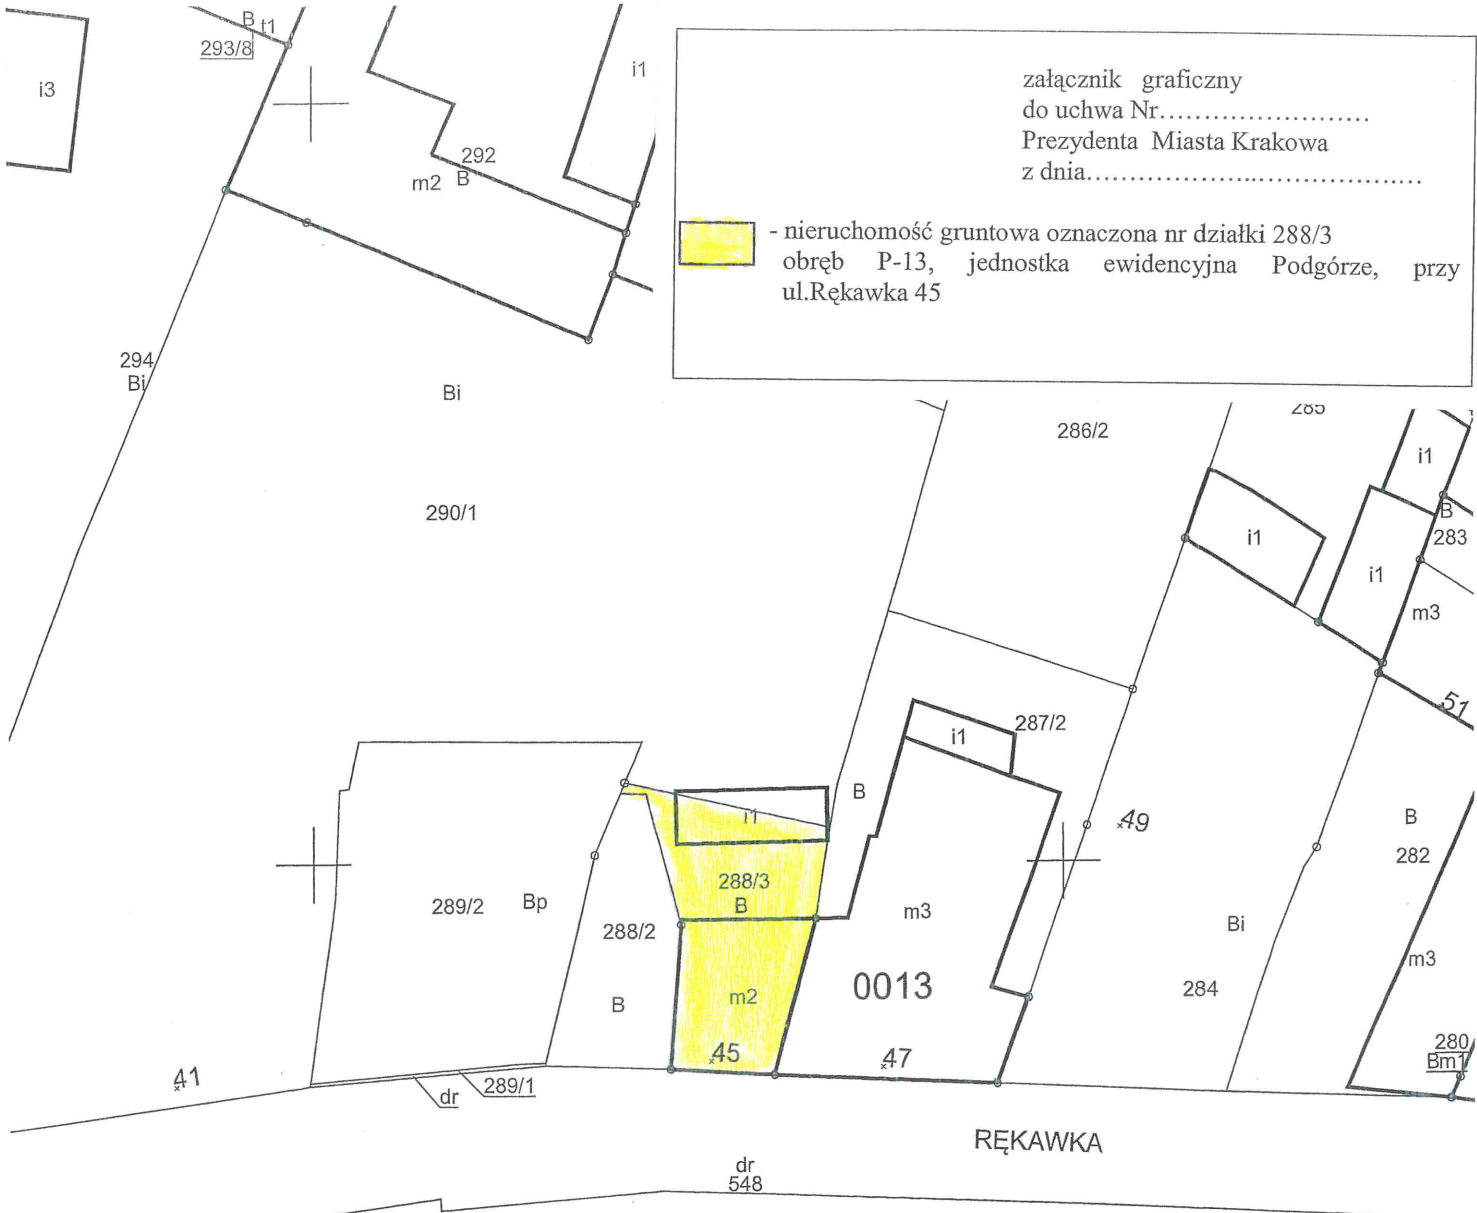 B
t1
293/8
i3
i1
załącznik graficzny
do uchwa Nr.......................
Prezydenta Miasta Krakowa
z dnia.....................................
292
m2 B
- nieruchomość gruntowa oznaczona nr działki 288/3
obręb P-13, jednostka ewidencyjna Podgórze, przy
ul.Rękawka 45
294
Bi
Bi
285
286/2
i1
290/1
B
283
i1
i1
m3
51
287/2
i1
B
i1
49
B
282
288/3
B
289/2
Bp
m3
288/2
Bi
m3
0013
284
m2
B
45
47
280
Bm1
41
289/1
dr
RĘKAWKA
dr
548